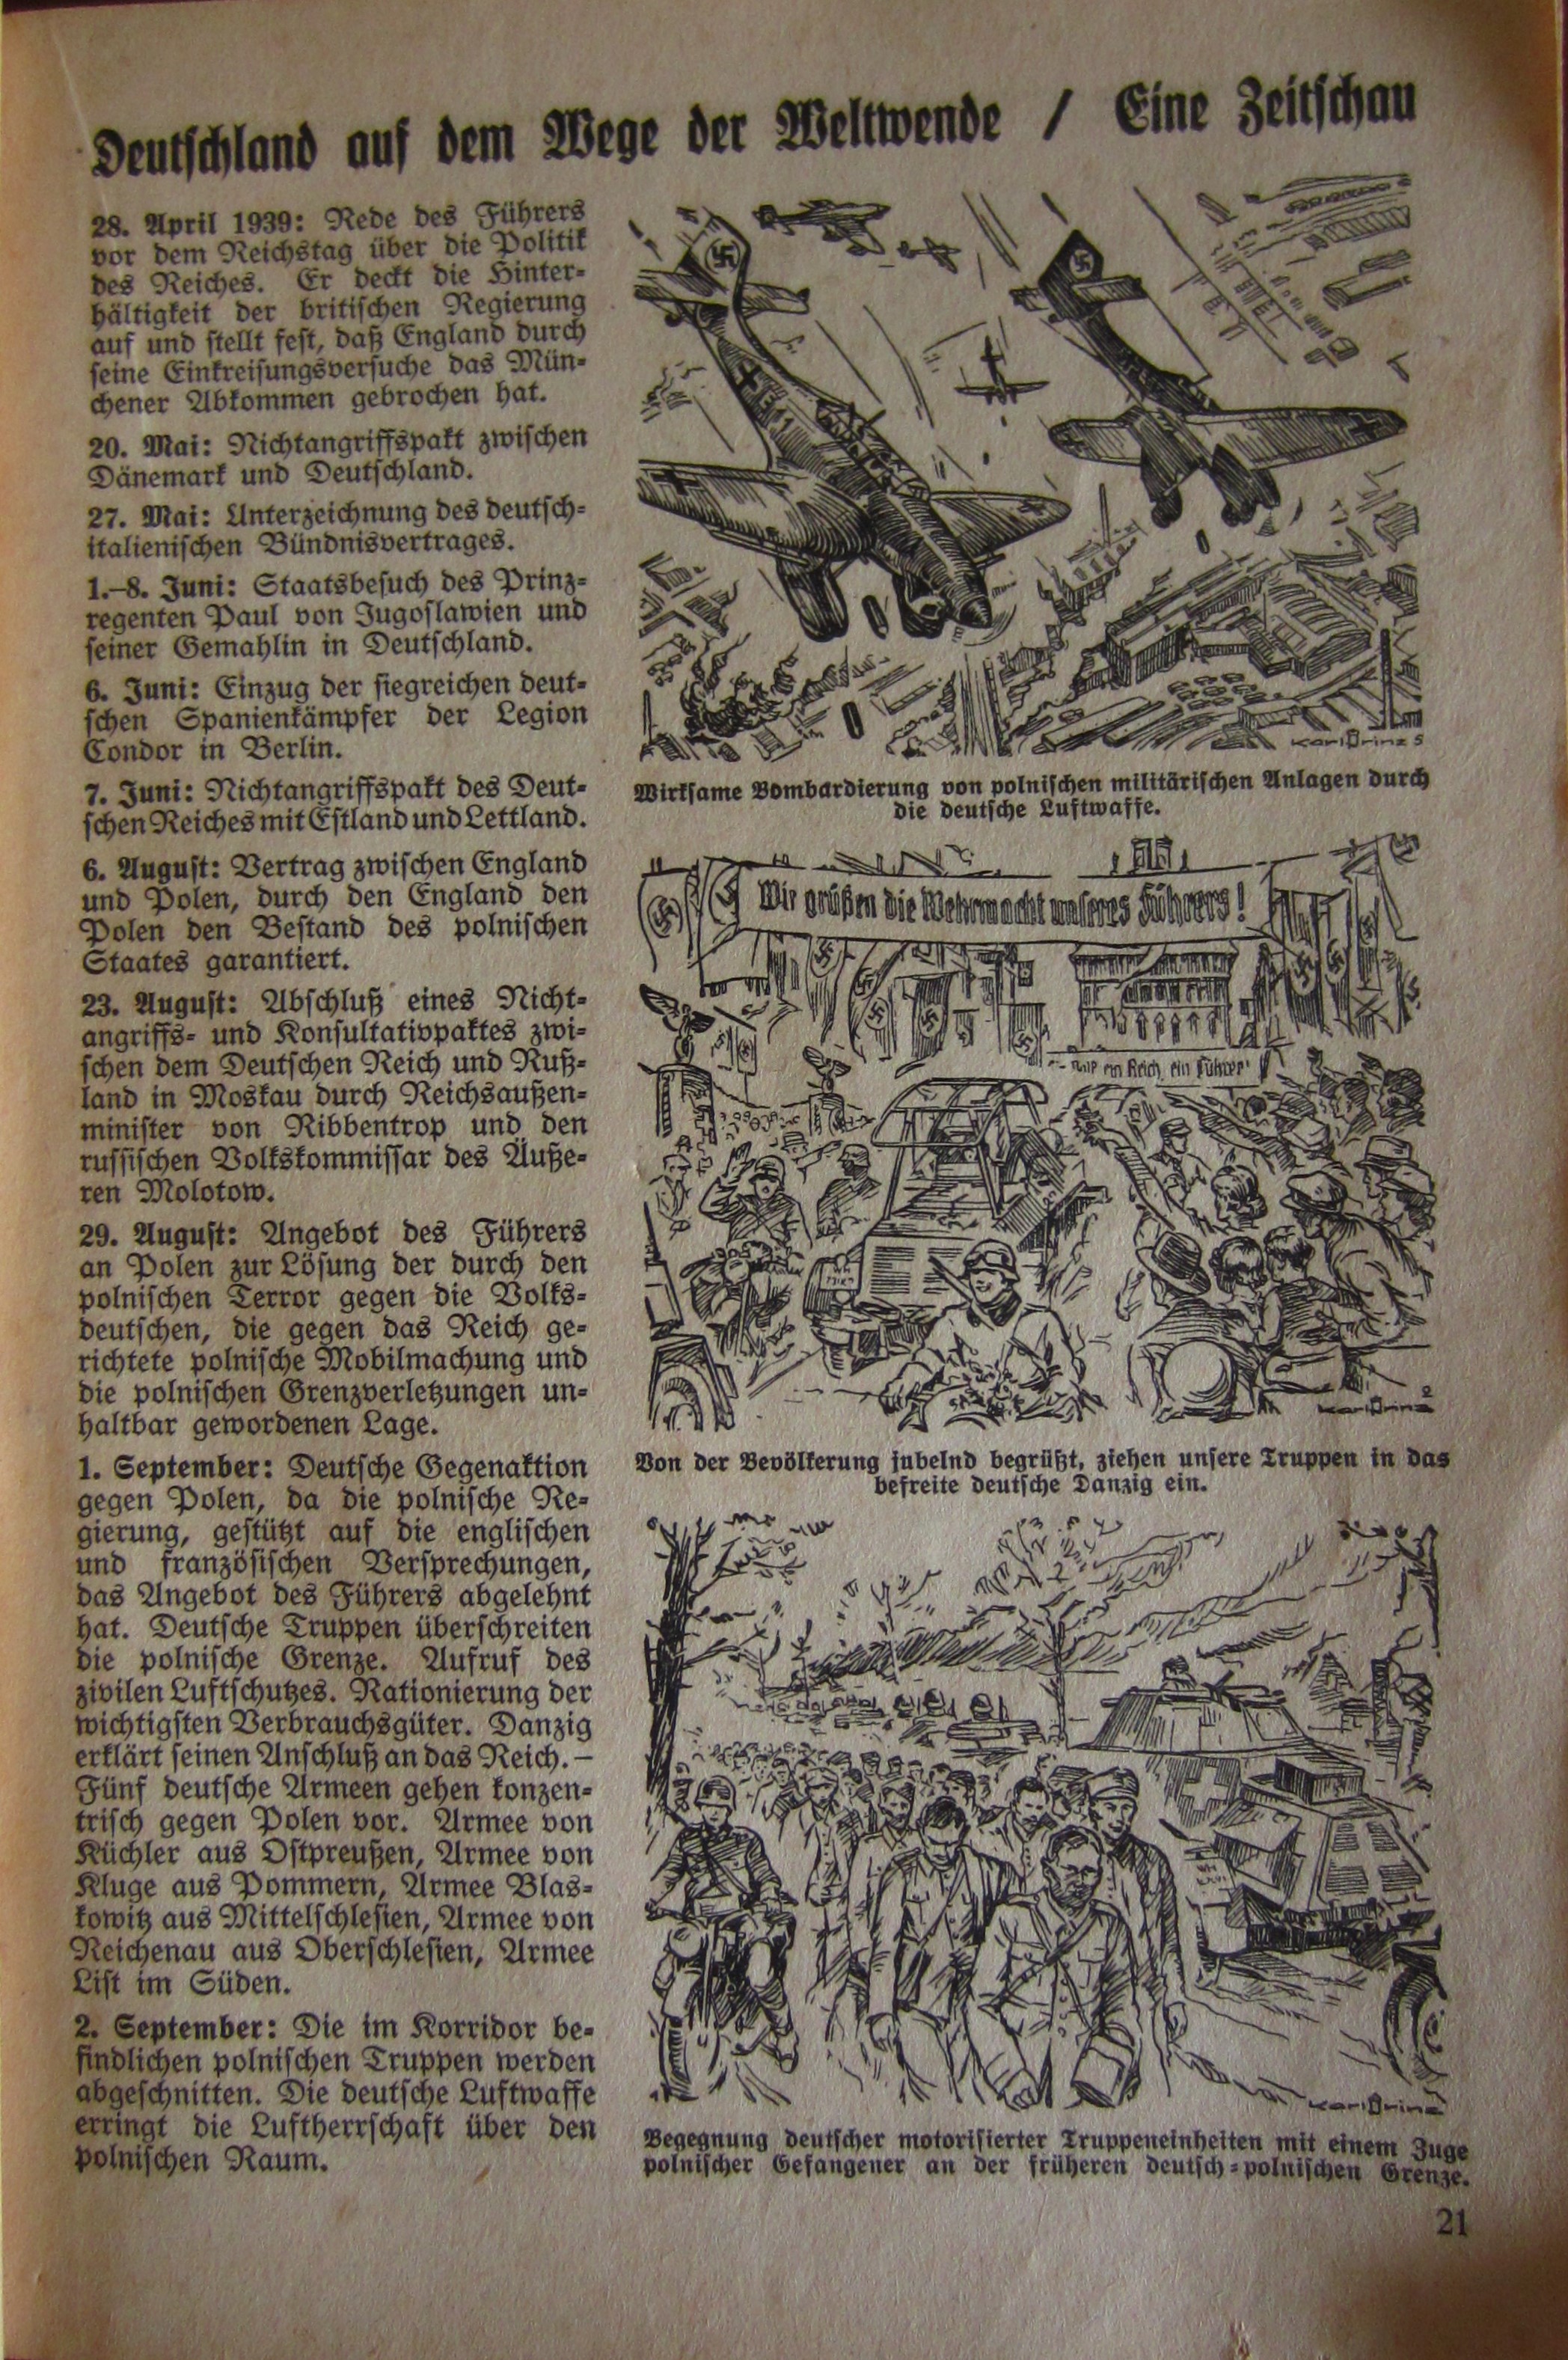 Deutschland auf dem Wege der Weltwende / Eine Zeitschau
28. April 1939: Rede des Führers
vor dem Reichstag über die Politik
des Reiches. Er deckt die Hinter-
hältigkeit der britischen Regierung
auf und stellt fest, daß England durch
seine Einkreisungsversuche das Mün-
chener Abkommen gebrochen hat.
20. Mai: Nichtangriffspakt zwischen
Dänemark und Deutschland.
27. Mai: Unterzeichnung des deutsch-
italienischen Bündnisvertrages.
1.–8. Juni: Staatsbesuch des Prinz-
regenten Paul von Jugoslawien und
seiner Gemahlin in Deutschland.
6. Juni: Einzug der siegreichen deut-
schen Spanienkämpfer der Legion
Condor in Berlin.
7. Juni: Nichtangriffspakt des Deut-
schen Reiches mit Estland und Lettland.
6. August: Vertrag zwischen England
und Polen, durch den England den
Polen den Bestand des polnischen
Staates garantiert.
23. August: Abschluß eines Nicht-
angriffs- und Konsultativpaktes zwi-
schen dem Deutschen Reich und Ruß-
land in Moskau durch Reichsaußen-
minister von Ribbentrop und den
russischen Volkskommissar des Äuße-
ren Molotow.
29. August: Angebot des Führers
an Polen zur Lösung der durch den
polnischen Terror gegen die Volks-
deutschen, die gegen das Reich ge-
richtete polnische Mobilmachung und
die polnischen Grenzverletzungen un-
haltbar gewordenen Lage.
1. September: Deutsche Gegenaktion
gegen Polen, da die polnische Re-
gierung, gestützt auf die englischen
und französischen Versprechungen,
das Angebot des Führers abgelehnt
hat. Deutsche Truppen überschreiten
die polnische Grenze. Aufruf des
zivilen Luftschutzes. Rationierung der
wichtigsten Verbrauchsgüter. Danzig
erklärt seinen Anschluß an das Reich. –
Fünf deutsche Armeen gehen konzen-
trisch gegen Polen vor. Armee von
Küchler aus Ostpreußen, Armee von
Kluge aus Pommern, Armee Blas-
kowitz aus Mittelschlesien, Armee von
Reichenau aus Oberschlesien, Armee
List im Süden.
2. September: Die im Korridor be-
findlichen polnischen Truppen werden
abgeschnitten. Die deutsche Luftwaffe
erringt die Luftherrschaft über den
polnischen Raum.
Karl Prinz
Wirksame Bombardierung von polnischen militärischen Anlagen durch
die deutsche Luftwaffe.
Wir grüßen die Wehrmacht unseres Führers!
ein Reich, ein Führer
Karl Prinz
Von der Bevölkerung jubelnd begrüßt, ziehen unsere Truppen in das
befreite deutsche Danzig ein.
Karl Prinz
Begegnung deutscher motorisierter Truppeneinheiten mit einem Zuge
polnischer Gefangener an der früheren deutsch-polnischen Grenze.
21